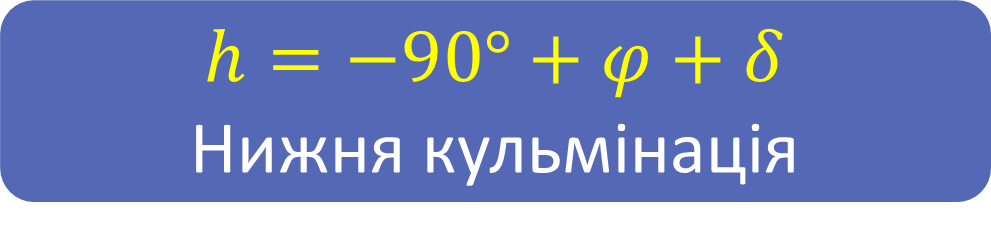 h = −90° + φ + δ
Нижня кульмінація